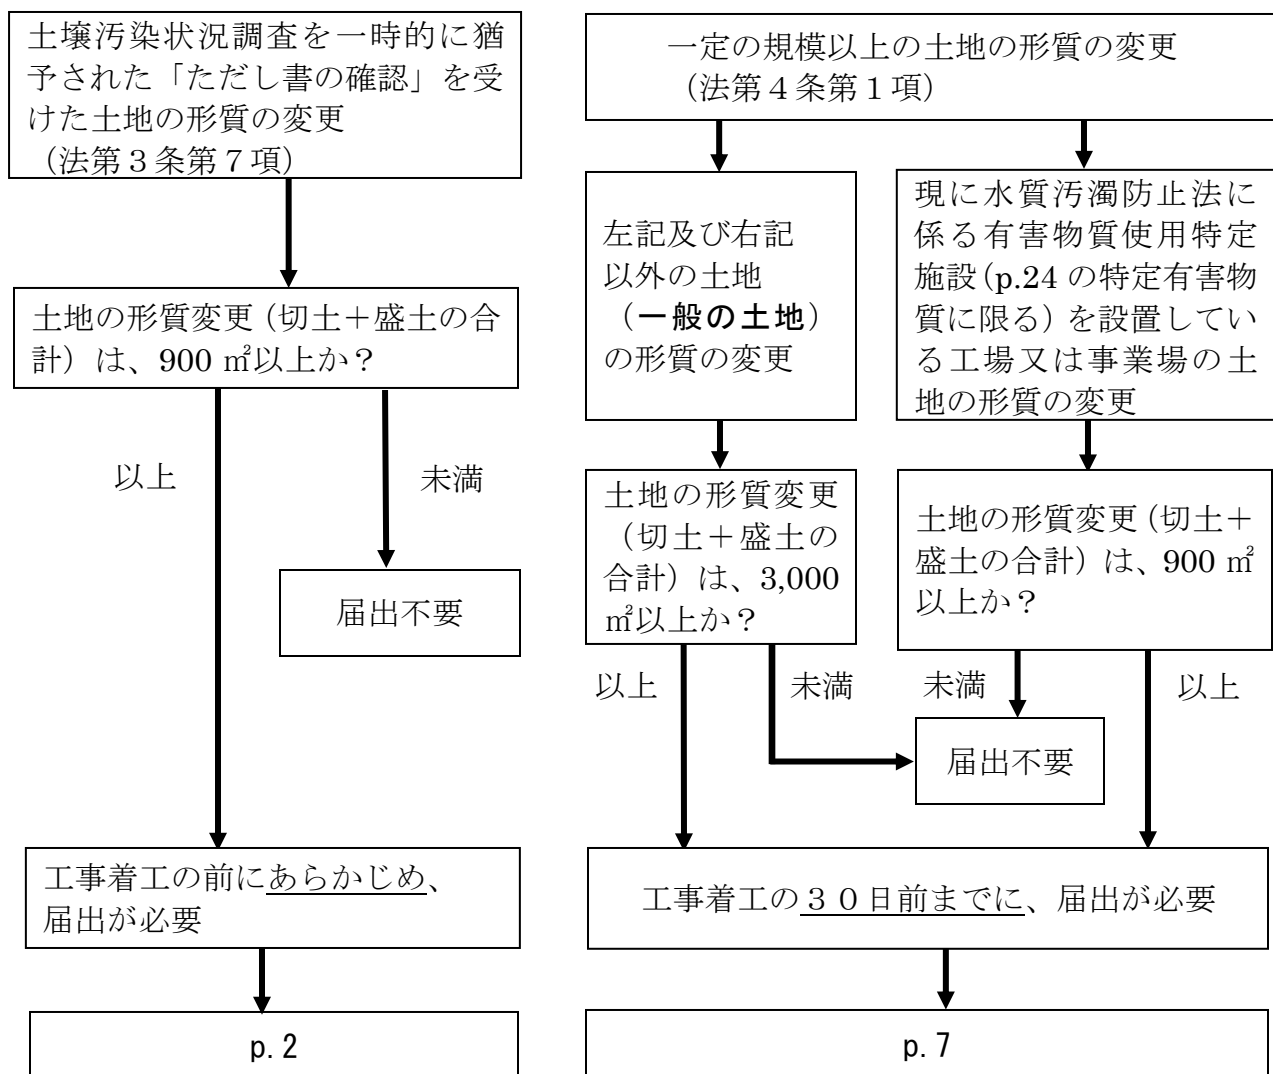 土壌汚染状況調査を一時的に猶
予された「ただし書の確認」を受
けた土地の形質の変更
（法第３条第７項）
土地の形質変更（切土＋盛土の合
計）は、900 ㎡以上か？
以上
未満
届出不要
工事着工の前にあらかじめ、
届出が必要
p.2
一定の規模以上の土地の形質の変更
（法第４条第１項）
左記及び右記
以外の土地
（一般の土地）
の形質の変更
現に水質汚濁防止法に
係る有害物質使用特定
施設（p.24 の特定有害物
質に限る）を設置してい
る工場又は事業場の土
地の形質の変更
土地の形質変更
（切土＋盛土の
合計）は、3,000
㎡以上か？
土地の形質変更（切土＋
盛土の合計）は、900 ㎡
以上か？
以上
未満
未満
以上
届出不要
工事着工の３０日前までに、届出が必要
p.7